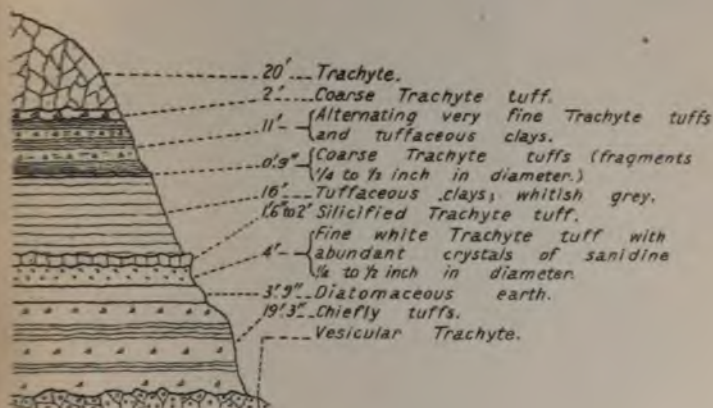 20' Trachyte.
2' Coarse Trachyte tuff.
11' Alternating very fine Trachyte tuffs
and tuffaceous clays.
0'9" Coarse Trachyte tuffs (fragments
1/4 to 1/2 inch in diameter.)
16' Tuffaceous clays; whitish grey.
1'6" to 2' Silicified Trachyte tuff.
Fine white Trachyte tuff with
4' abundant crystals of sanidine
1/4 to 1/2 inch in diameter.
3'9" Diatomaceous earth.
19'3" Chiefly tuffs.
Vesicular Trachyte.